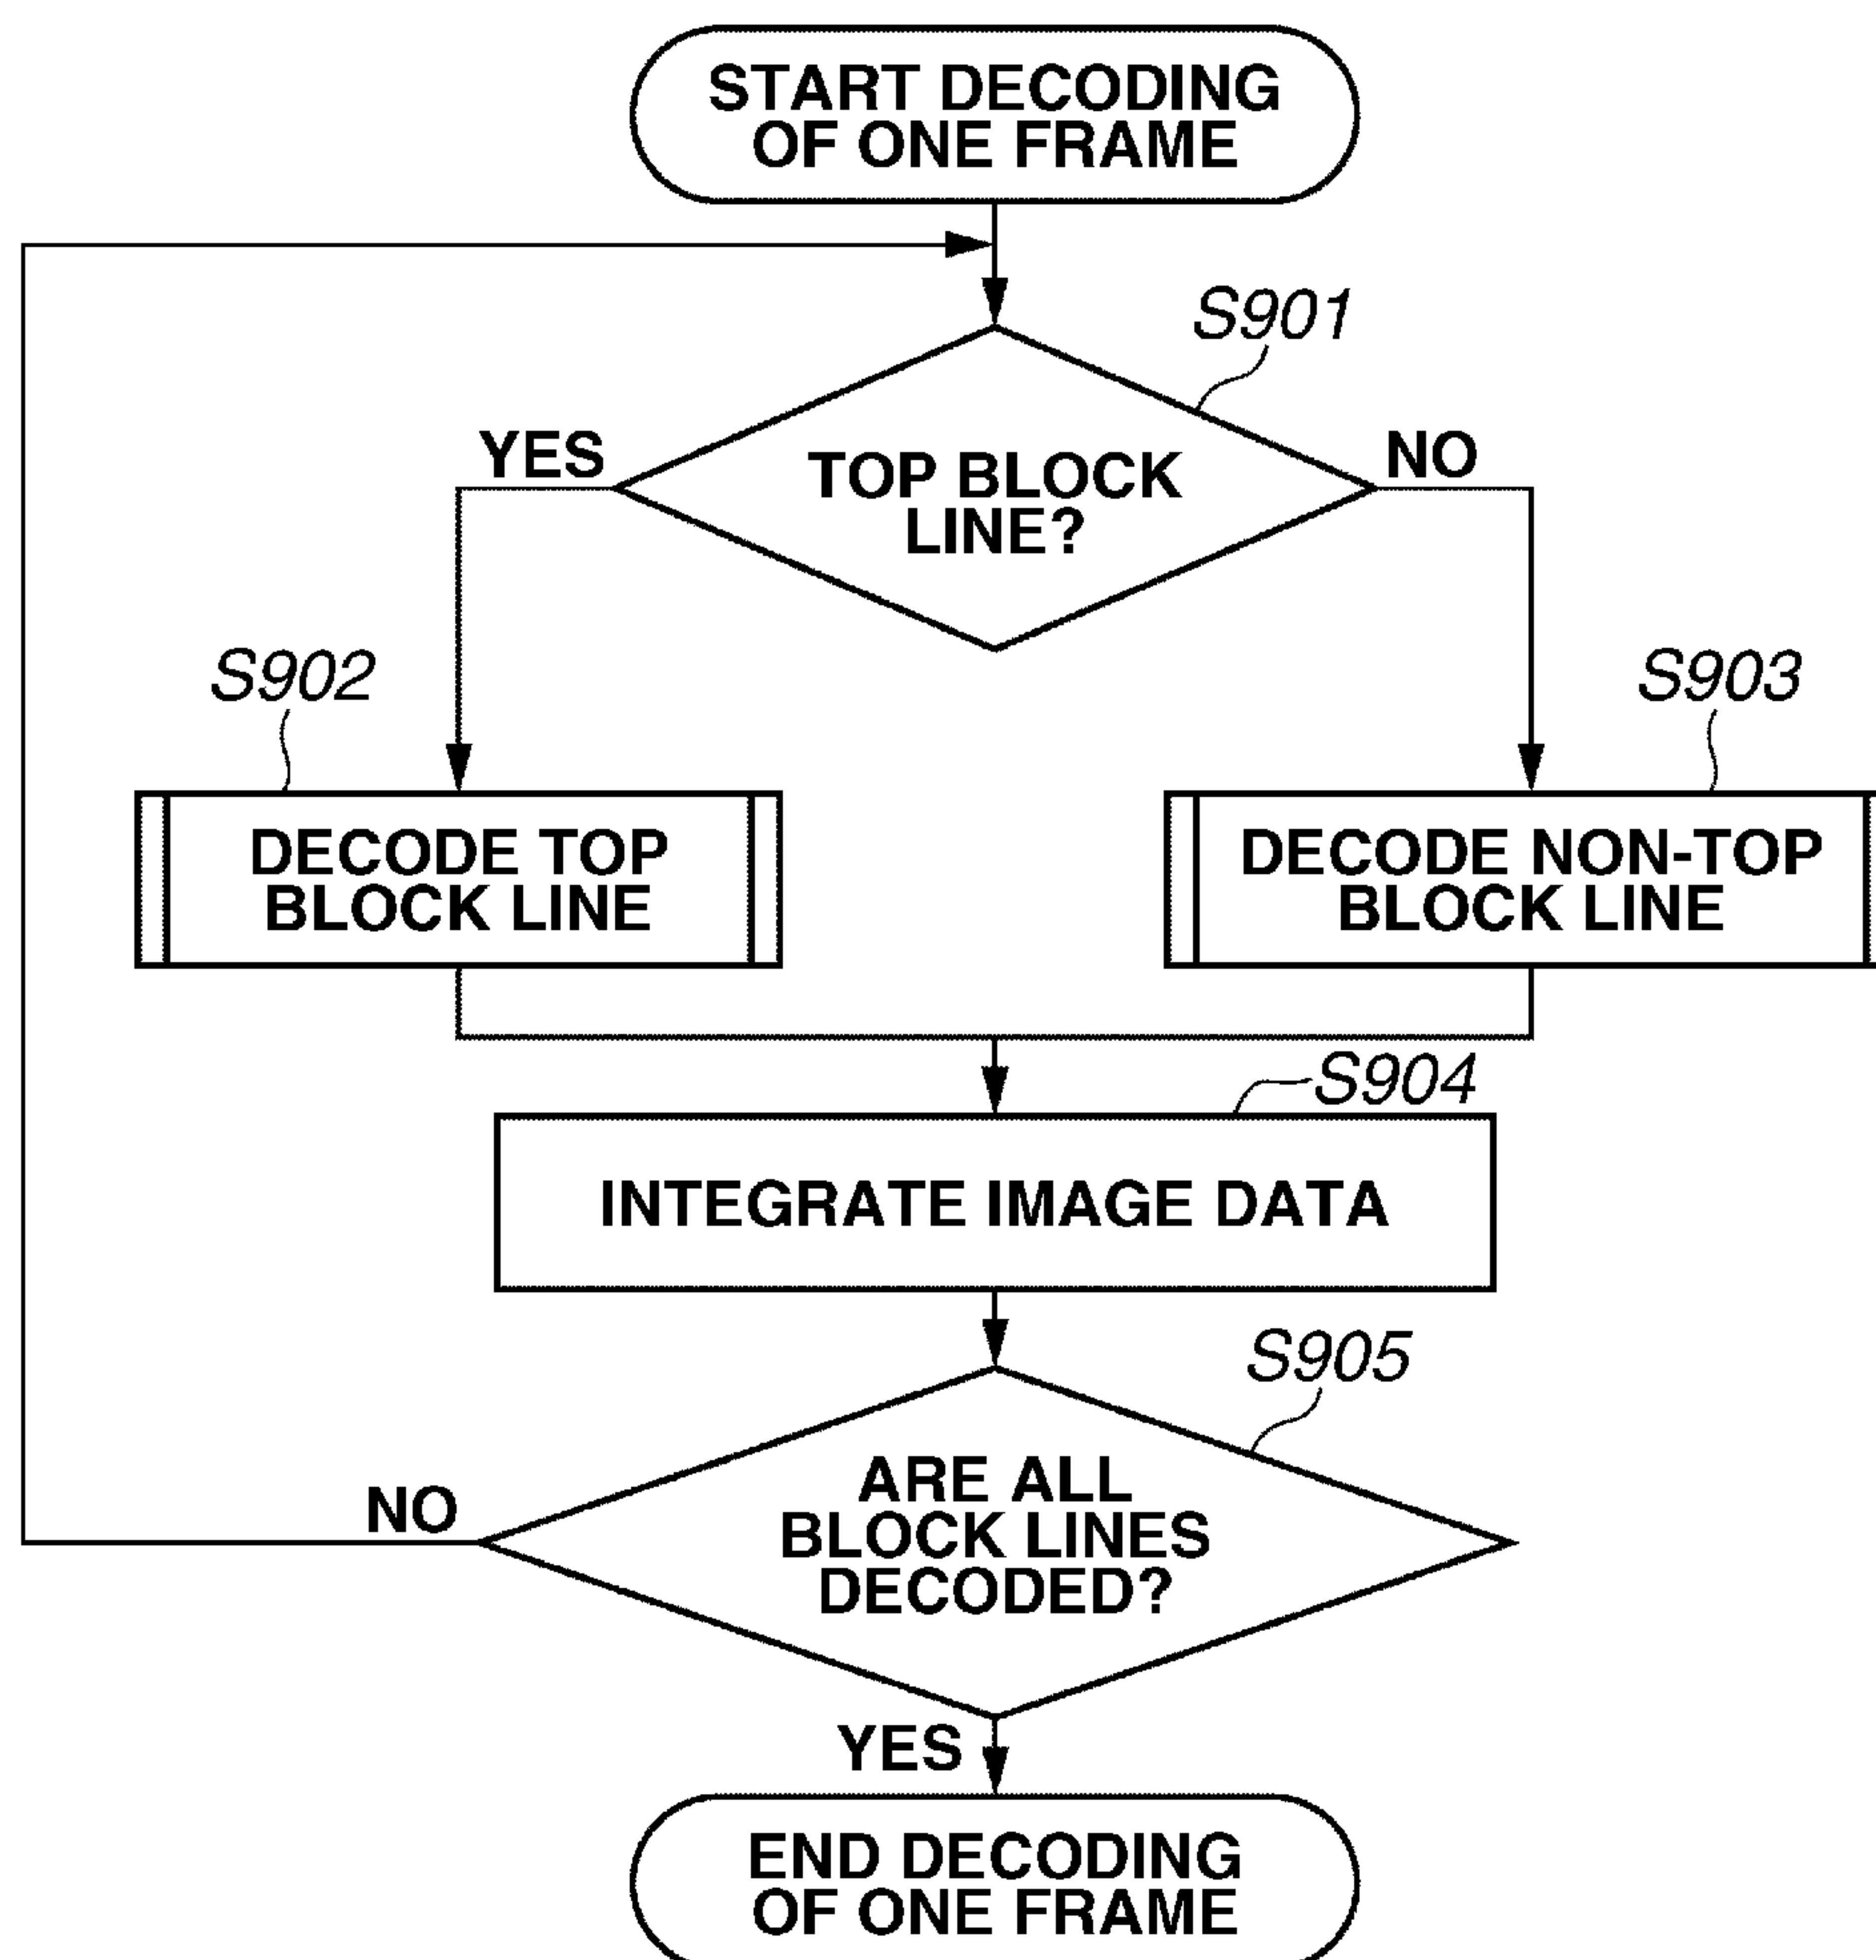 START DECODING
OF ONE FRAME
S901
YES
TOP BLOCK
LINE?
NO
S902
S903
DECODE TOP
BLOCK LINE
DECODE NON-TOP
BLOCK LINE
S904
INTEGRATE IMAGE DATA
S905
ARE ALL
BLOCK LINES
DECODED?
NO
YES
END DECODING
OF ONE FRAME